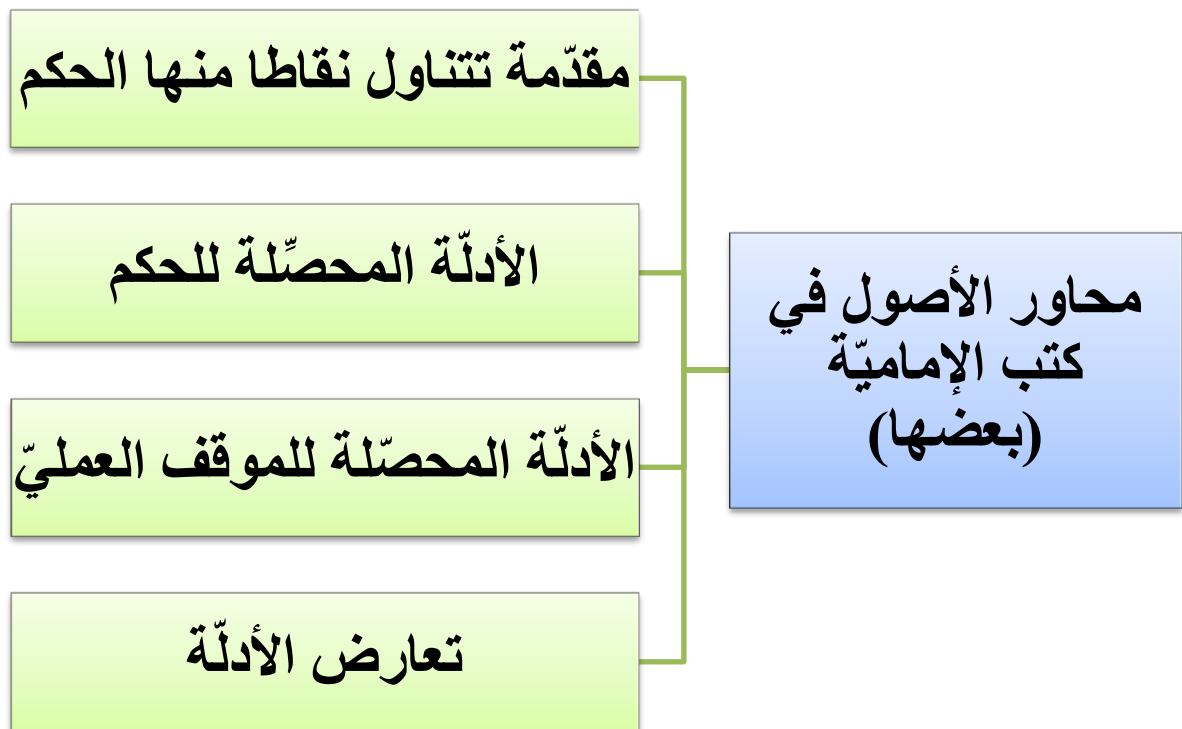 محاور الأصول في
كتب الإماميّة
(بعضها)
مقدّمة تتناول نقاطا منها الحكم
الأدلّة المحصِّلة للحكم
الأدلّة المحصّلة للموقف العمليّ
تعارض الأدلّة